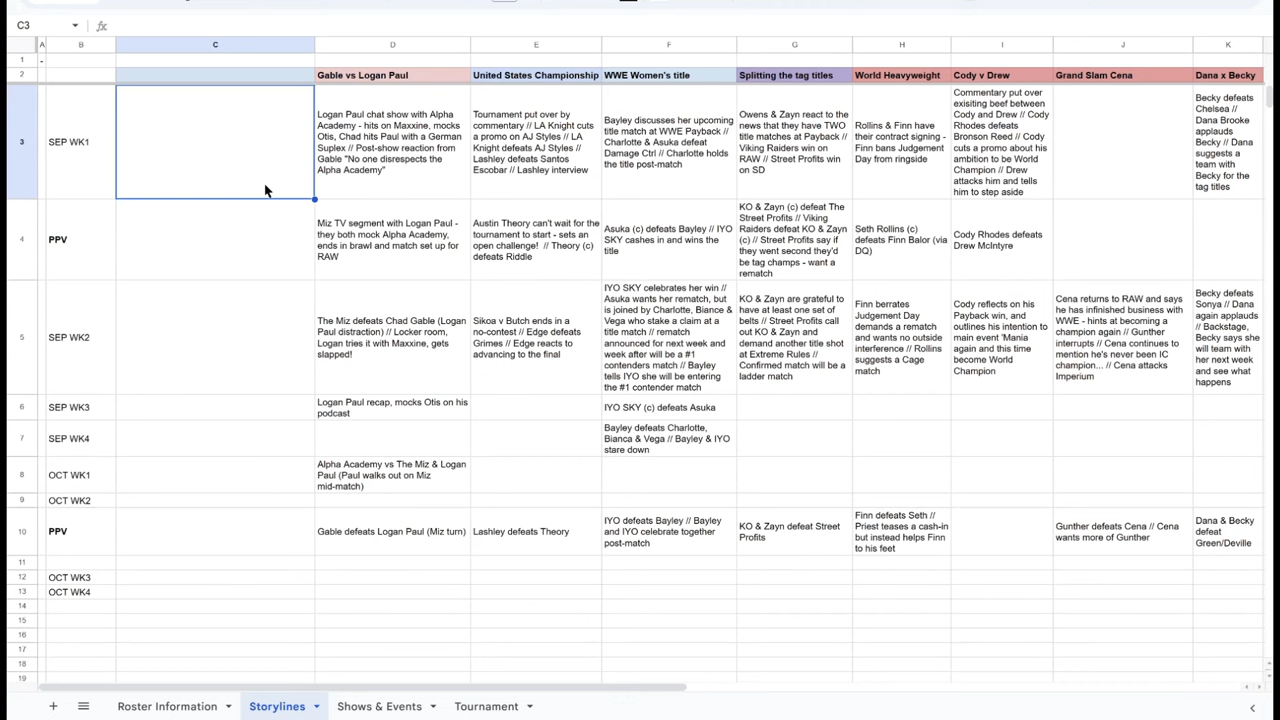 C3
fx
A B C D E F G H I J K
1
-
2 Gable vs Logan Paul United States Championship WWE Women's title Splitting the tag titles World Heavyweight Cody v Drew Grand Slam Cena Dana x Becky
3
SEP WK1
Logan Paul chat show with Alpha
Academy - hits on Maxxine, mocks
Otis, Chad hits Paul with a German
Suplex // Post-show reaction from
Gable "No one disrespects the
Alpha Academy"
Tournament put over by
commentary // LA Knight cuts
a promo on AJ Styles // LA
Knight defeats AJ Styles //
Lashley defeats Santos
Escobar // Lashley interview
Bayley discusses her upcoming
title match at WWE Payback //
Charlotte & Asuka defeat
Damage Ctrl // Charlotte holds
the title post-match
Owens & Zayn react to the
news that they have TWO
title matches at Payback //
Viking Raiders win on
RAW // Street Profits win
on SD
Rollins & Finn have
their contract signing -
Finn bans Judgement
Day from ringside
Commentary put over
exisiting beef between
Cody and Drew // Cody
Rhodes defeats
Bronson Reed // Cody
cuts a promo about his
ambition to be World
Champion // Drew
attacks him and tells
him to step aside
Becky defeats
Chelsea //
Dana Brooke
applauds
Becky // Dana
suggests a
team with
Becky for the
tag titles
4
PPV
Miz TV segment with Logan Paul -
they both mock Alpha Academy,
ends in brawl and match set up for
RAW
Austin Theory can't wait for the
tournament to start - sets an
open challenge! // Theory (c)
defeats Riddle
Asuka (c) defeats Bayley // IYO
SKY cashes in and wins the
title
KO & Zayn (c) defeat The
Street Profits // Viking
Raiders defeat KO & Zayn
(c) // Street Profits say if
they went second they'd
be tag champs - want a
rematch
Seth Rollins (c)
defeats Finn Balor (via
DQ)
Cody Rhodes defeats
Drew McIntyre
5
SEP WK2
The Miz defeats Chad Gable (Logan
Paul distraction) // Locker room,
Logan tries it with Maxxine, gets
slapped!
Sikoa v Butch ends in a
no-contest // Edge defeats
Grimes // Edge reacts to
advancing to the final
IYO SKY celebrates her win //
Asuka wants her rematch, but
is joined by Charlotte, Bianca &
Vega who stake a claim at a
title match // rematch
announced for next week and
week after will be a #1
contenders match // Bayley
tells IYO she will be entering
the #1 contender match
KO & Zayn are grateful to
have at least one set of
belts // Street Profits call
out KO & Zayn and
demand another title shot
at Extreme Rules //
Confirmed match will be a
ladder match
Finn berrates
Judgement Day
demands a rematch
and wants no outside
interference // Rollins
suggests a Cage
match
Cody reflects on his
Payback win, and
outlines his intention to
main event 'Mania
again and this time
become World
Champion
Cena returns to RAW and says
he has infinished business with
WWE - hints at becoming a
champion again // Gunther
interrupts // Cena continues to
mention he's never been IC
champion... // Cena attacks
Imperium
Becky defeats
Sonya // Dana
again applauds
// Backstage,
Becky says she
will team with
her next week
and see what
happens
6
SEP WK3
Logan Paul recap, mocks Otis on his
podcast
IYO SKY (c) defeats Asuka
7
SEP WK4
Bayley defeats Charlotte,
Bianca & Vega // Bayley & IYO
stare down
8
OCT WK1
Alpha Academy vs The Miz & Logan
Paul (Paul walks out on Miz
mid-match)
9
OCT WK2
10
PPV
Gable defeats Logan Paul (Miz turn)
Lashley defeats Theory
IYO defeats Bayley // Bayley
and IYO celebrate together
post-match
KO & Zayn defeat Street
Profits
Finn defeats Seth //
Priest teases a cash-in
but instead helps Finn
to his feet
Gunther defeats Cena // Cena
wants more of Gunther
Dana & Becky
defeat
Green/Deville
11
12 OCT WK3
13 OCT WK4
14
15
16
17
18
19
Roster Information Storylines Shows & Events Tournament